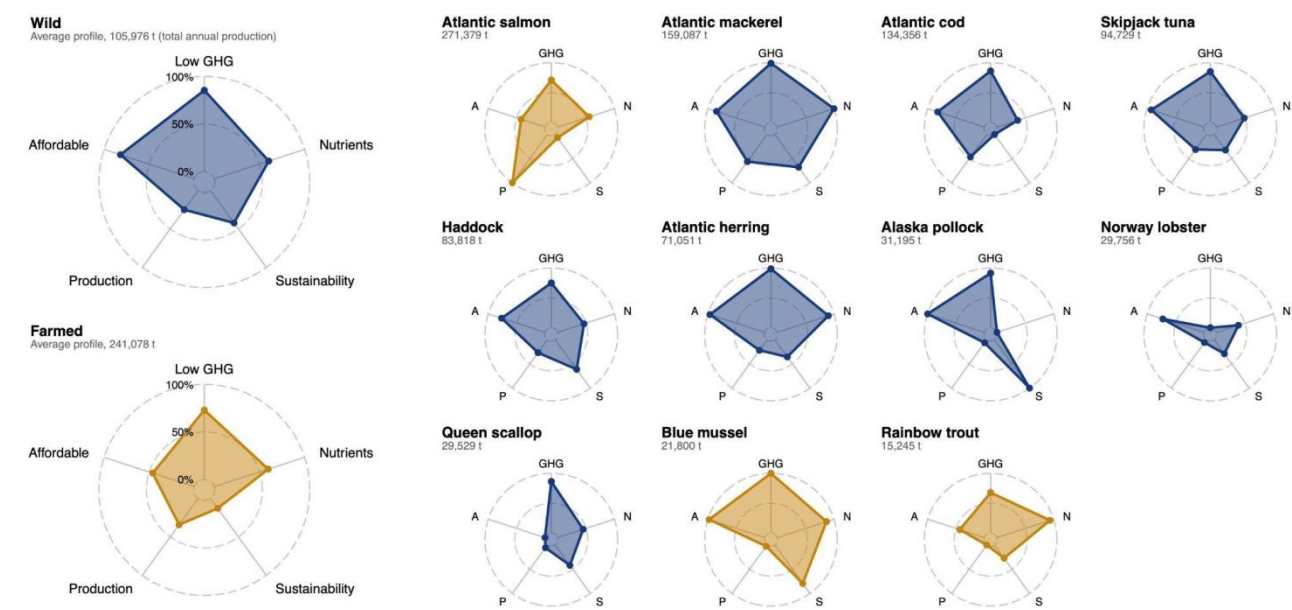 Wild
Average profile, 105,976 t (total annual production)
Low GHG
100%
50%
0%
Affordable
Nutrients
Production
Sustainability
Farmed
Average profile, 241,078 t
Low GHG
100%
50%
0%
Affordable
Nutrients
Production
Sustainability
Atlantic salmon
271,379 t
GHG
A
N
P
S
Atlantic mackerel
159,087 t
GHG
A
N
P
S
Atlantic cod
134,356 t
GHG
A
N
P
S
Skipjack tuna
94,729 t
GHG
A
N
P
S
Haddock
83,818 t
GHG
A
N
P
S
Atlantic herring
71,051 t
GHG
A
N
P
S
Alaska pollock
31,195 t
GHG
A
N
P
S
Norway lobster
29,756 t
GHG
A
N
P
S
Queen scallop
29,529 t
GHG
A
N
P
S
Blue mussel
21,800 t
GHG
A
N
P
S
Rainbow trout
15,245 t
GHG
A
N
P
S